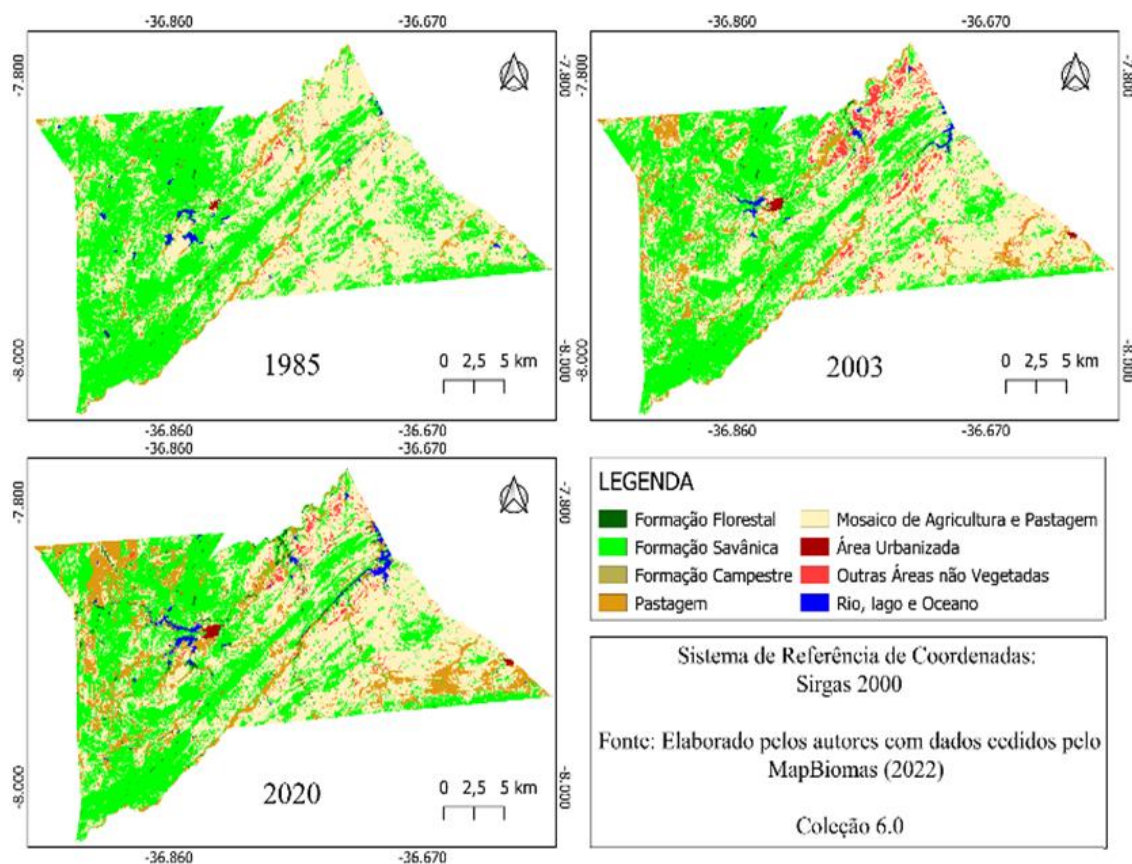 -36.860 -36.670
-36.860 -36.670
-7.800
-7.800
-7.800
-7.800
1985
0 2,5 5 km
2003
0 2,5 5 km
-8.000
-8.000
-8.000
-8.000
-36.860 -36.670
-36.860 -36.670
-36.860 -36.670
-7.800
-7.800
LEGENDA
Formação Florestal
Mosaico de Agricultura e Pastagem
Formação Savânica
Área Urbanizada
Formação Campestre
Outras Áreas não Vegetadas
Pastagem
Rio, lago e Oceano
Sistema de Referência de Coordenadas:
Sirgas 2000
Fonte: Elaborado pelos autores com dados cedidos pelo
MapBiomas (2022)
Coleção 6.0
2020
0 2,5 5 km
-8.000
-8.000
-36.860 -36.670